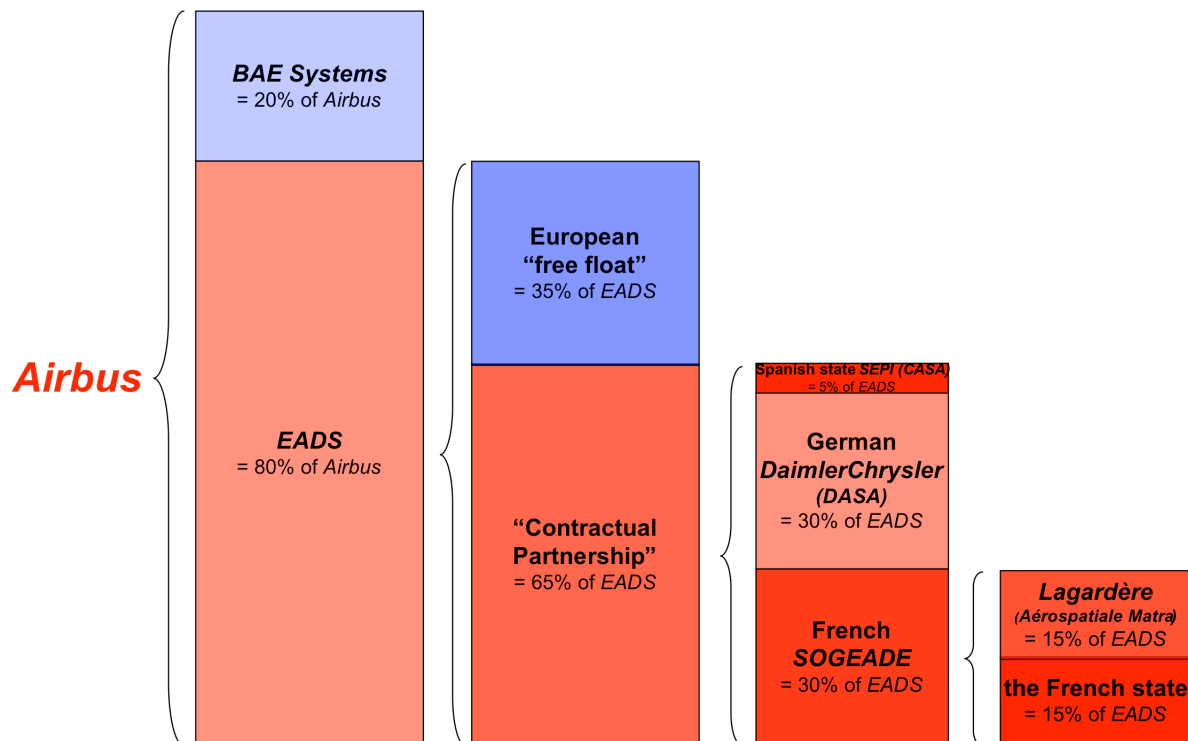 Airbus
BAE Systems
= 20% of Airbus
EADS
= 80% of Airbus
European
“free float”
= 35% of EADS
“Contractual
Partnership”
= 65% of EADS
Spanish state SEPI (CASA)
= 5% of EADS
German
DaimlerChrysler
(DASA)
= 30% of EADS
French
SOGEADE
= 30% of EADS
Lagardère
(Aérospatiale Matra)
= 15% of EADS
the French state
= 15% of EADS